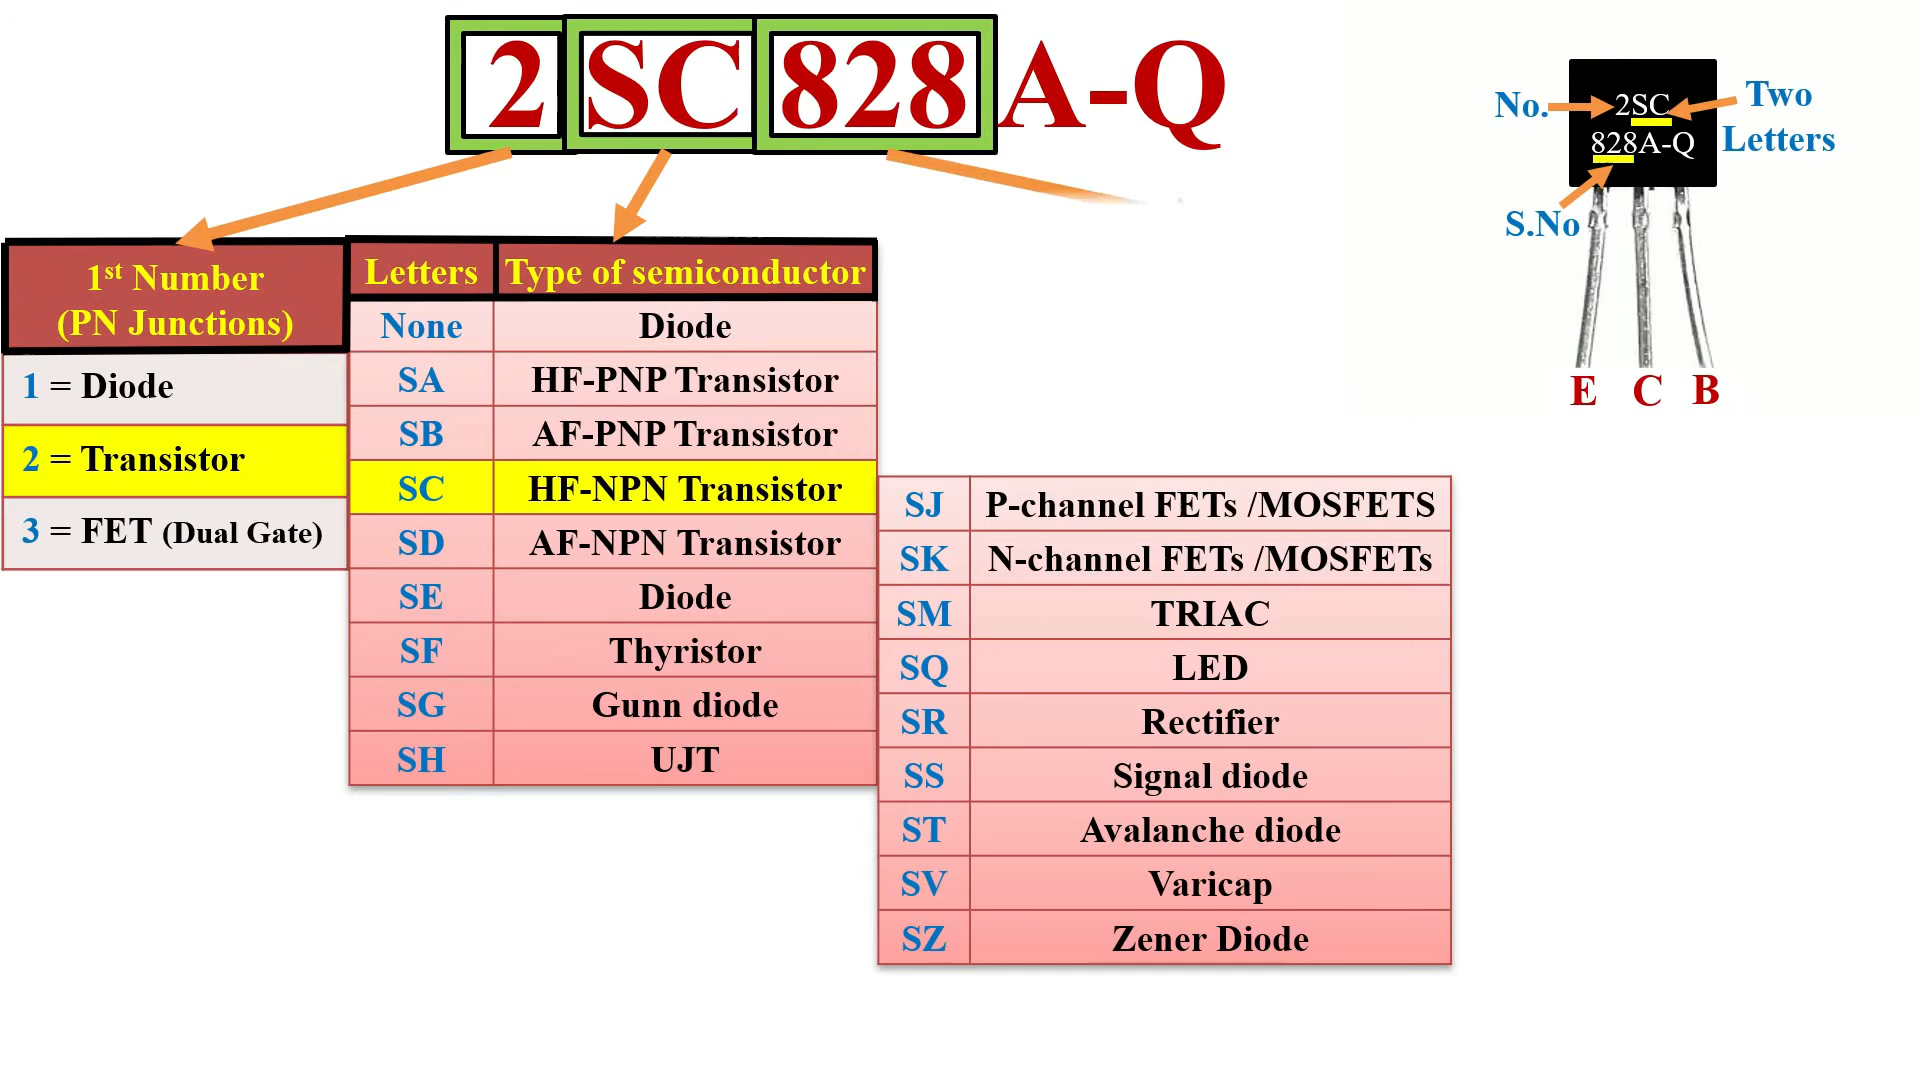 2SC828A-Q
No.
2SC
Two
Letters
828A-Q
S.No
E C B
1st Number
(PN Junctions)
1 = Diode
2 = Transistor
3 = FET (Dual Gate)
Letters Type of semiconductor
None Diode
SA HF-PNP Transistor
SB AF-PNP Transistor
SC HF-NPN Transistor
SD AF-NPN Transistor
SE Diode
SF Thyristor
SG Gunn diode
SH UJT
SJ P-channel FETs /MOSFETS
SK N-channel FETs /MOSFETs
SM TRIAC
SQ LED
SR Rectifier
SS Signal diode
ST Avalanche diode
SV Varicap
SZ Zener Diode